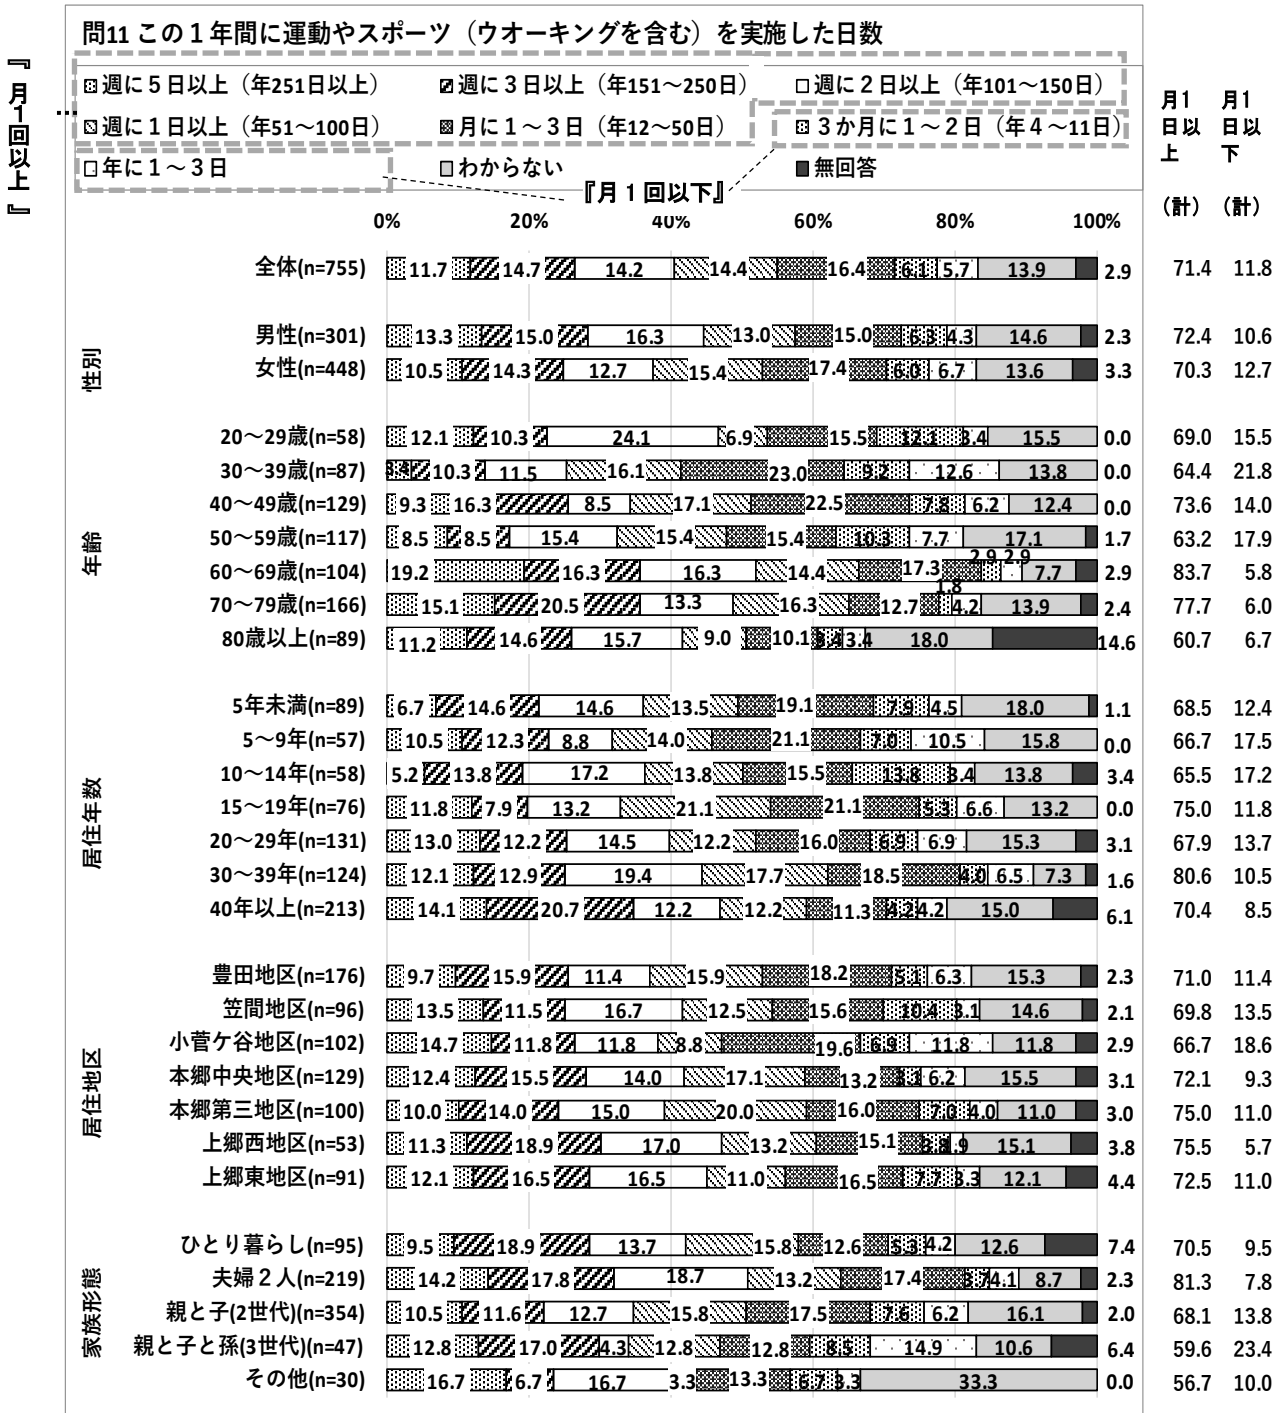 問11 この１年間に運動やスポーツ（ウオーキングを含む）を実施した日数
『月1回以上』
週に５日以上（年251日以上） 週に３日以上（年151～250日） 週に２日以上（年101～150日）
週に１日以上（年51～100日） 月に１～３日（年12～50日） ３か月に１～２日（年４～11日）
年に１～３日 わからない 無回答
『月１回以下』
月1日以上（計） 月1日以下（計）
0% 20% 40% 60% 80% 100%
全体(n=755) 11.7 14.7 14.2 14.4 16.4 6.1 5.7 13.9 2.9 71.4 11.8
性別
男性(n=301) 13.3 15.0 16.3 13.0 15.0 6.3 4.3 14.6 2.3 72.4 10.6
女性(n=448) 10.5 14.3 12.7 15.4 17.4 6.0 6.7 13.6 3.3 70.3 12.7
年齢
20～29歳(n=58) 12.1 10.3 24.1 6.9 15.5 12.1 3.4 15.5 0.0 69.0 15.5
30～39歳(n=87) 3.4 10.3 11.5 16.1 23.0 9.2 12.6 13.8 0.0 64.4 21.8
40～49歳(n=129) 9.3 16.3 8.5 17.1 22.5 7.8 6.2 12.4 0.0 73.6 14.0
50～59歳(n=117) 8.5 8.5 15.4 15.4 15.4 10.3 7.7 17.1 1.7 63.2 17.9
60～69歳(n=104) 19.2 16.3 16.3 14.4 17.3 2.9 2.9 7.7 2.9 83.7 5.8
70～79歳(n=166) 15.1 20.5 13.3 16.3 12.7 1.8 4.2 13.9 2.4 77.7 6.0
80歳以上(n=89) 11.2 14.6 15.7 9.0 10.1 3.4 3.4 18.0 14.6 60.7 6.7
居住年数
5年未満(n=89) 6.7 14.6 14.6 13.5 19.1 7.9 4.5 18.0 1.1 68.5 12.4
5～9年(n=57) 10.5 12.3 8.8 14.0 21.1 7.0 10.5 15.8 0.0 66.7 17.5
10～14年(n=58) 5.2 13.8 17.2 13.8 15.5 13.8 3.4 13.8 3.4 65.5 17.2
15～19年(n=76) 11.8 7.9 13.2 21.1 21.1 5.3 6.6 13.2 0.0 75.0 11.8
20～29年(n=131) 13.0 12.2 14.5 12.2 16.0 6.9 6.9 15.3 3.1 67.9 13.7
30～39年(n=124) 12.1 12.9 19.4 17.7 18.5 4.0 6.5 7.3 1.6 80.6 10.5
40年以上(n=213) 14.1 20.7 12.2 12.2 11.3 4.2 4.2 15.0 6.1 70.4 8.5
居住地区
豊田地区(n=176) 9.7 15.9 11.4 15.9 18.2 5.1 6.3 15.3 2.3 71.0 11.4
笠間地区(n=96) 13.5 11.5 16.7 12.5 15.6 10.4 3.1 14.6 2.1 69.8 13.5
小菅ケ谷地区(n=102) 14.7 11.8 11.8 8.8 19.6 6.9 11.8 11.8 2.9 66.7 18.6
本郷中央地区(n=129) 12.4 15.5 14.0 17.1 13.2 3.1 6.2 15.5 3.1 72.1 9.3
本郷第三地区(n=100) 10.0 14.0 15.0 20.0 16.0 7.0 4.0 11.0 3.0 75.0 11.0
上郷西地区(n=53) 11.3 18.9 17.0 13.2 15.1 3.8 1.9 15.1 3.8 75.5 5.7
上郷東地区(n=91) 12.1 16.5 16.5 11.0 16.5 7.7 3.3 12.1 4.4 72.5 11.0
家族形態
ひとり暮らし(n=95) 9.5 18.9 13.7 15.8 12.6 5.3 4.2 12.6 7.4 70.5 9.5
夫婦２人(n=219) 14.2 17.8 18.7 13.2 17.4 3.7 4.1 8.7 2.3 81.3 7.8
親と子(2世代)(n=354) 10.5 11.6 12.7 15.8 17.5 7.6 6.2 16.1 2.0 68.1 13.8
親と子と孫(3世代)(n=47) 12.8 17.0 4.3 12.8 12.8 8.5 14.9 10.6 6.4 59.6 23.4
その他(n=30) 16.7 6.7 16.7 3.3 13.3 6.7 3.3 33.3 0.0 56.7 10.0